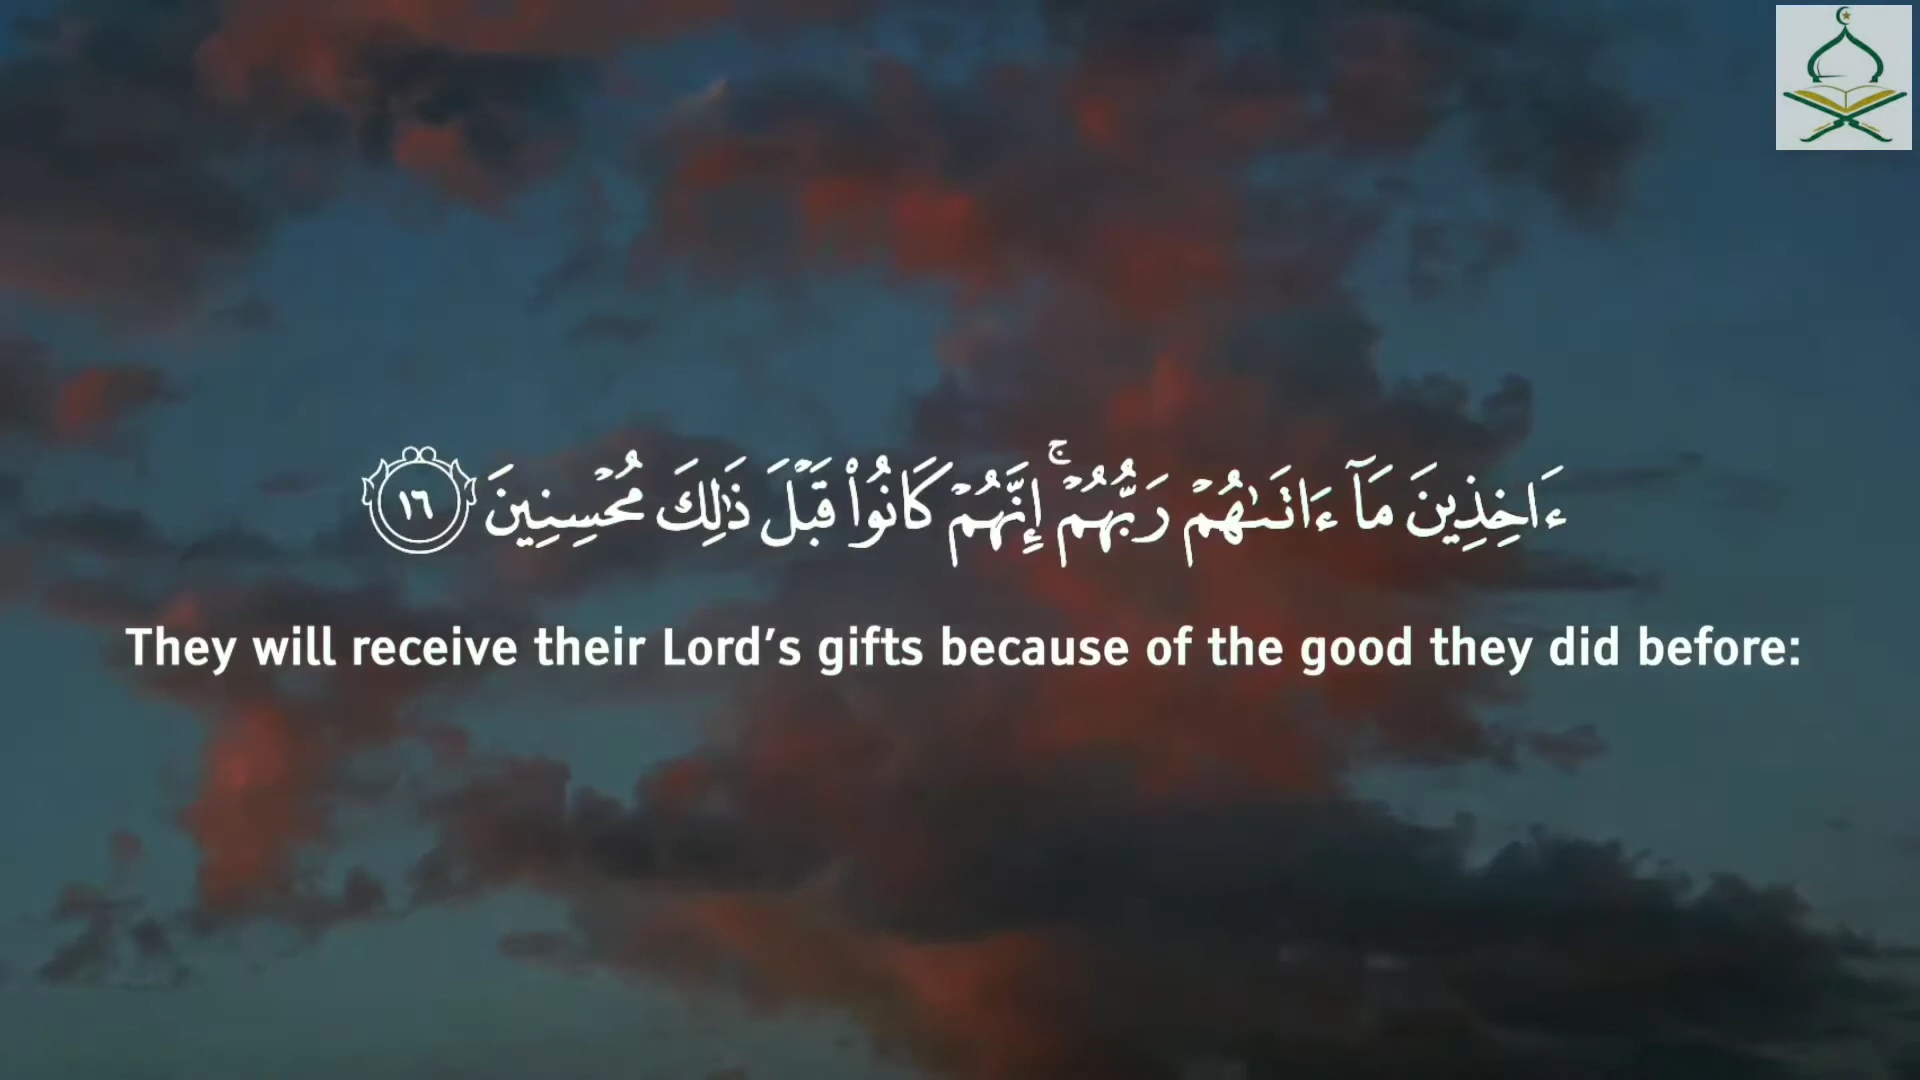 ءَاخِذِينَ مَآ ءَاتَىٰهُمْ رَبُّهُمْ ۚ إِنَّهُمْ كَانُوا۟ قَبْلَ ذَٰلِكَ مُحْسِنِينَ ١٦
They will receive their Lord’s gifts because of the good they did before: